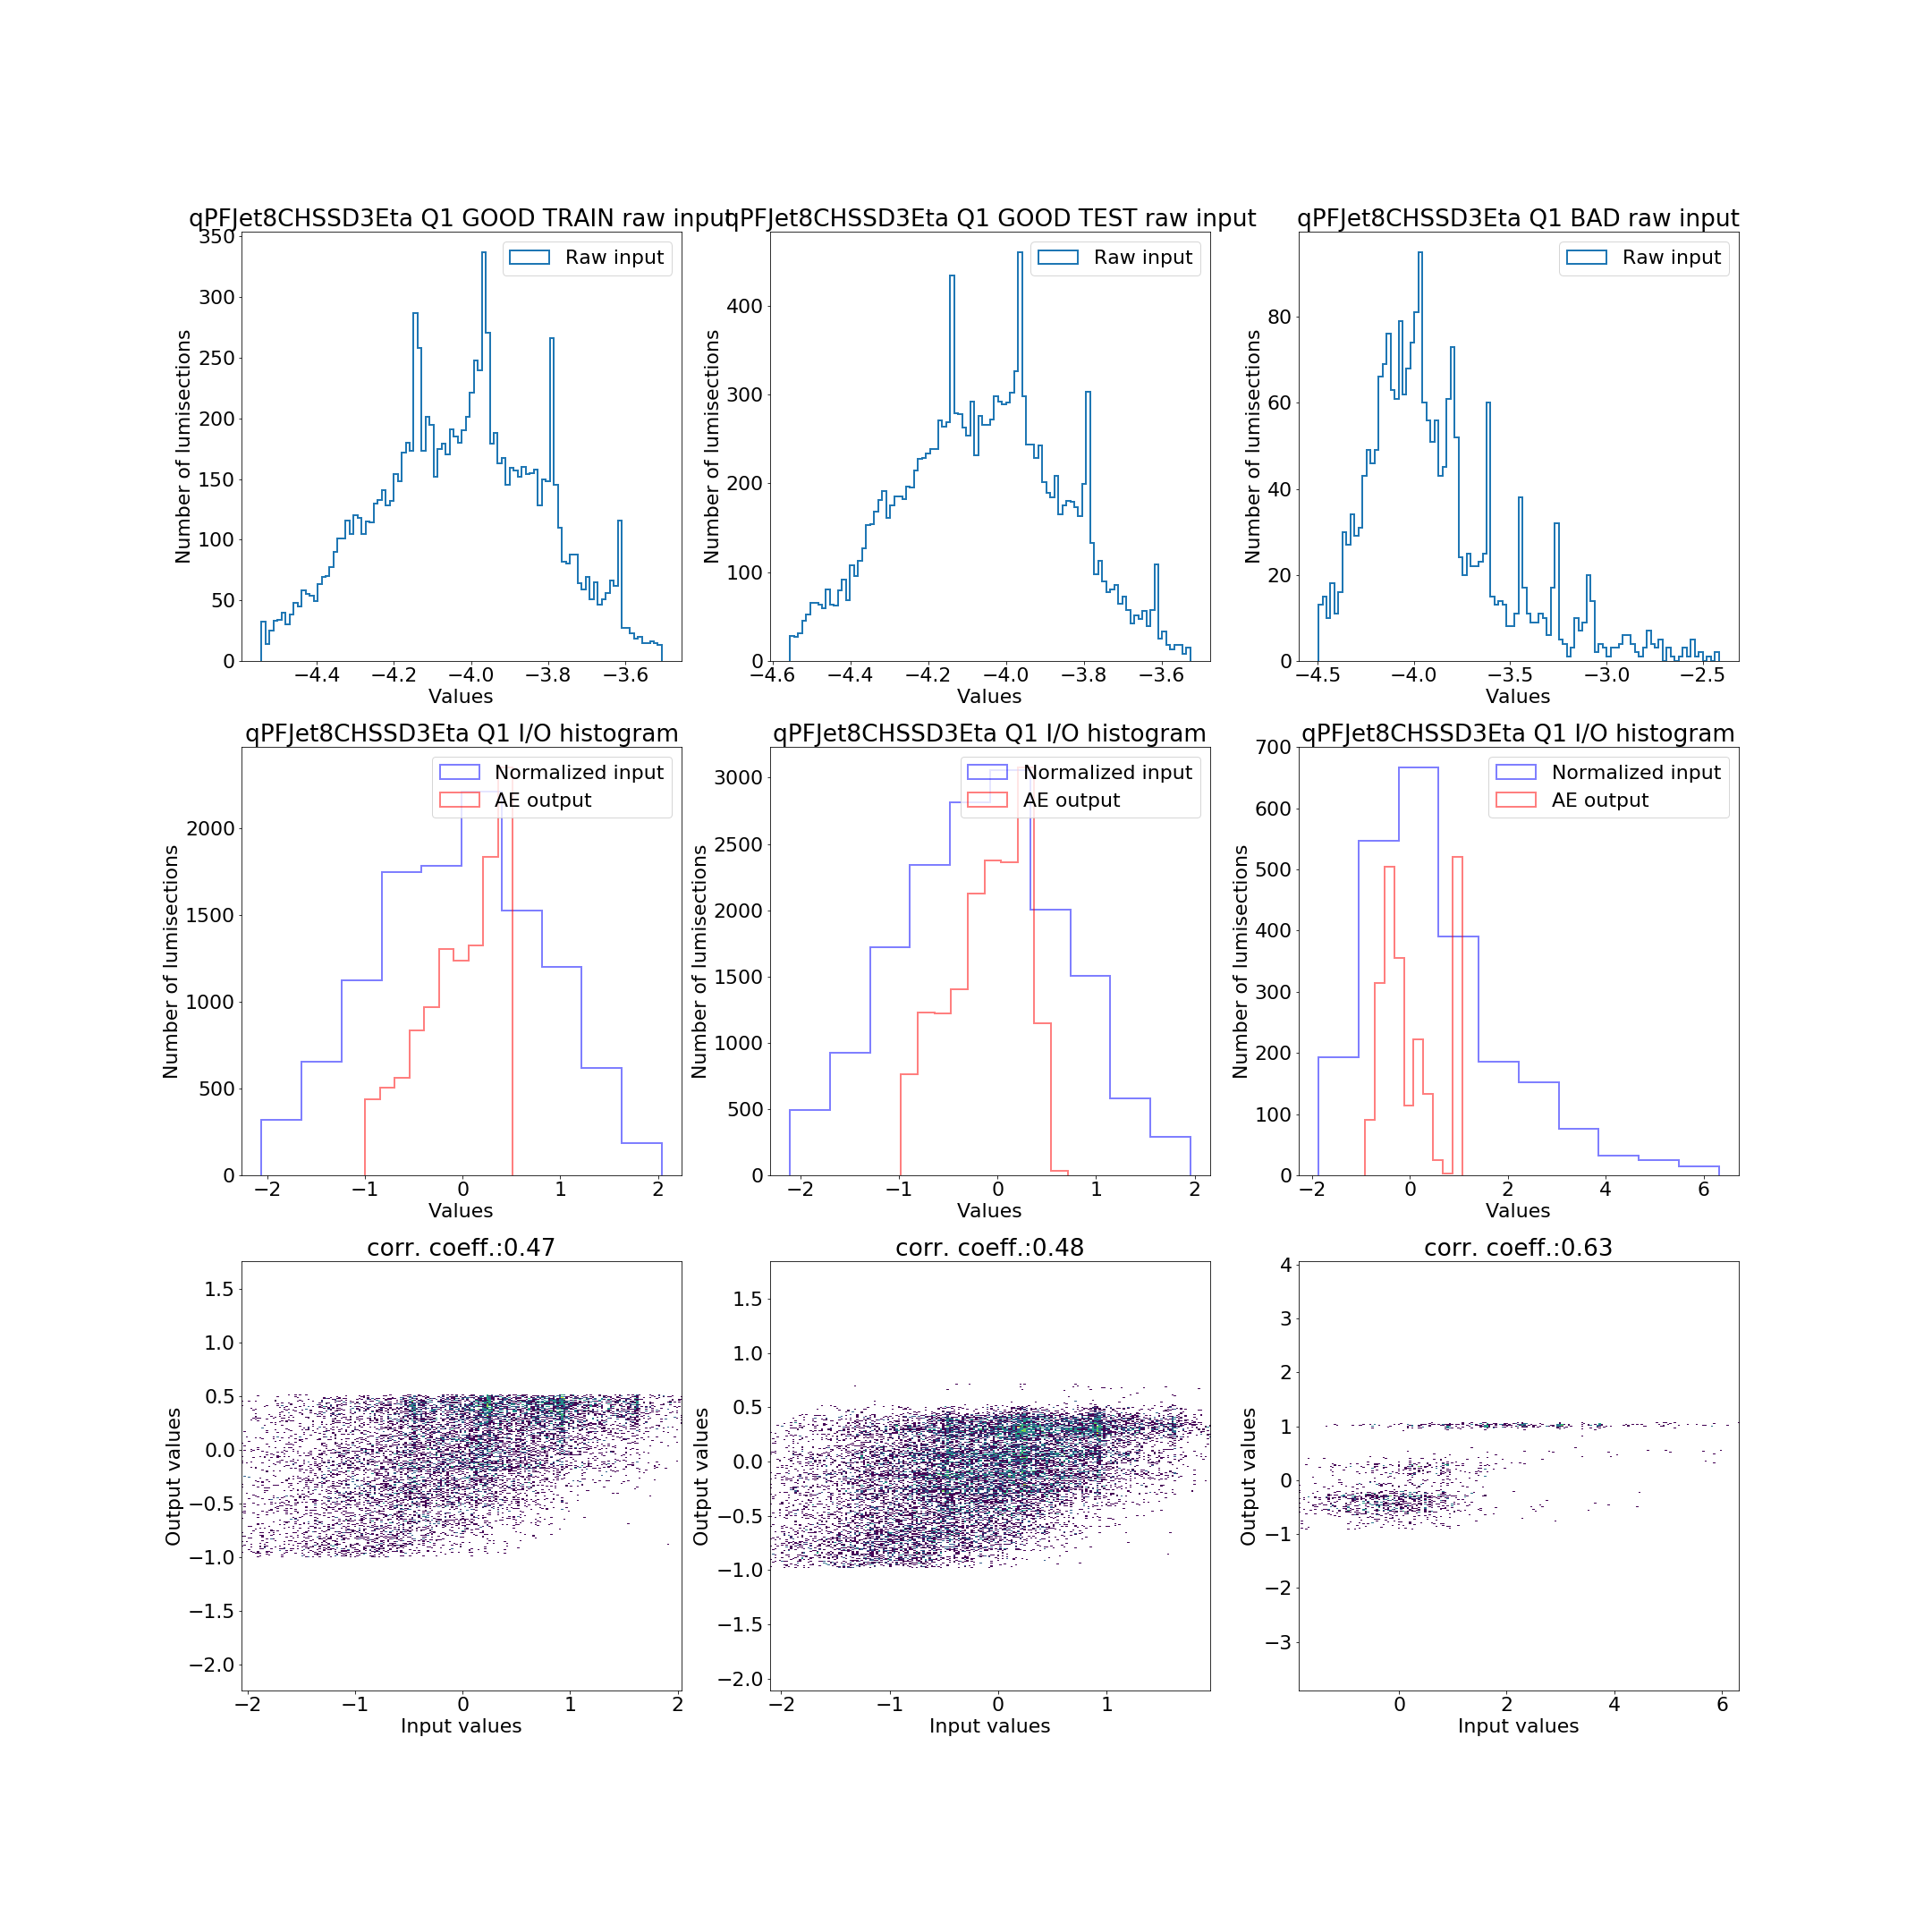 qPFJet8CHSSD3Eta Q1 GOOD TRAIN raw input
350
300
250
200
150
100
50
0
Number of lumisections
Raw input
−4.4 −4.2 −4.0 −3.8 −3.6
Values
qPFJet8CHSSD3Eta Q1 GOOD TEST raw input
400
300
200
100
0
Number of lumisections
Raw input
−4.6 −4.4 −4.2 −4.0 −3.8 −3.6
Values
qPFJet8CHSSD3Eta Q1 BAD raw input
80
60
40
20
0
Number of lumisections
Raw input
−4.5 −4.0 −3.5 −3.0 −2.5
Values
qPFJet8CHSSD3Eta Q1 I/O histogram
2000
1500
1000
500
0
Number of lumisections
Normalized input
AE output
−2 −1 0 1 2
Values
qPFJet8CHSSD3Eta Q1 I/O histogram
3000
2500
2000
1500
1000
500
0
Number of lumisections
Normalized input
AE output
−2 −1 0 1 2
Values
qPFJet8CHSSD3Eta Q1 I/O histogram
700
600
500
400
300
200
100
0
Number of lumisections
Normalized input
AE output
−2 0 2 4 6
Values
corr. coeff.:0.47
1.5
1.0
0.5
0.0
−0.5
−1.0
−1.5
−2.0
Output values
−2 −1 0 1 2
Input values
corr. coeff.:0.48
1.5
1.0
0.5
0.0
−0.5
−1.0
−1.5
−2.0
Output values
−2 −1 0 1
Input values
corr. coeff.:0.63
4
3
2
1
0
−1
−2
−3
Output values
0 2 4 6
Input values